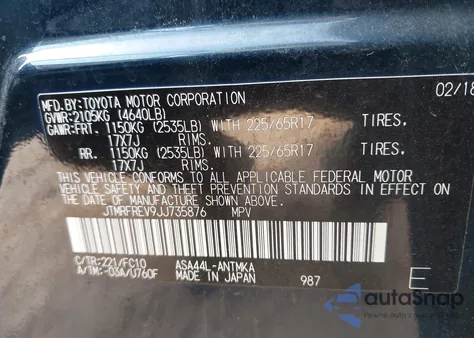 MFD.BY:TOYOTA MOTOR CORPORATION 02/18
GVWR:2105KG (4640LB)
GAWR:FRT. 1150KG (2535LB) WITH 225/65R17 TIRES.
17X7J RIMS.
RR. 1150KG (2535LB) WITH 225/65R17 TIRES.
17X7J RIMS.
THIS VEHICLE CONFORMS TO ALL APPLICABLE FEDERAL MOTOR
VEHICLE SAFETY, BUMPER, AND THEFT PREVENTION STANDARDS IN EFFECT
ON THE DATE OF MANUFACTURE SHOWN ABOVE.
JTMRFREV9JJ735876 MPV
C/TR:221/FC10 ASA44L-ANTMKA
A/TM:-03A/U760F MADE IN JAPAN 987 E
autoSnap